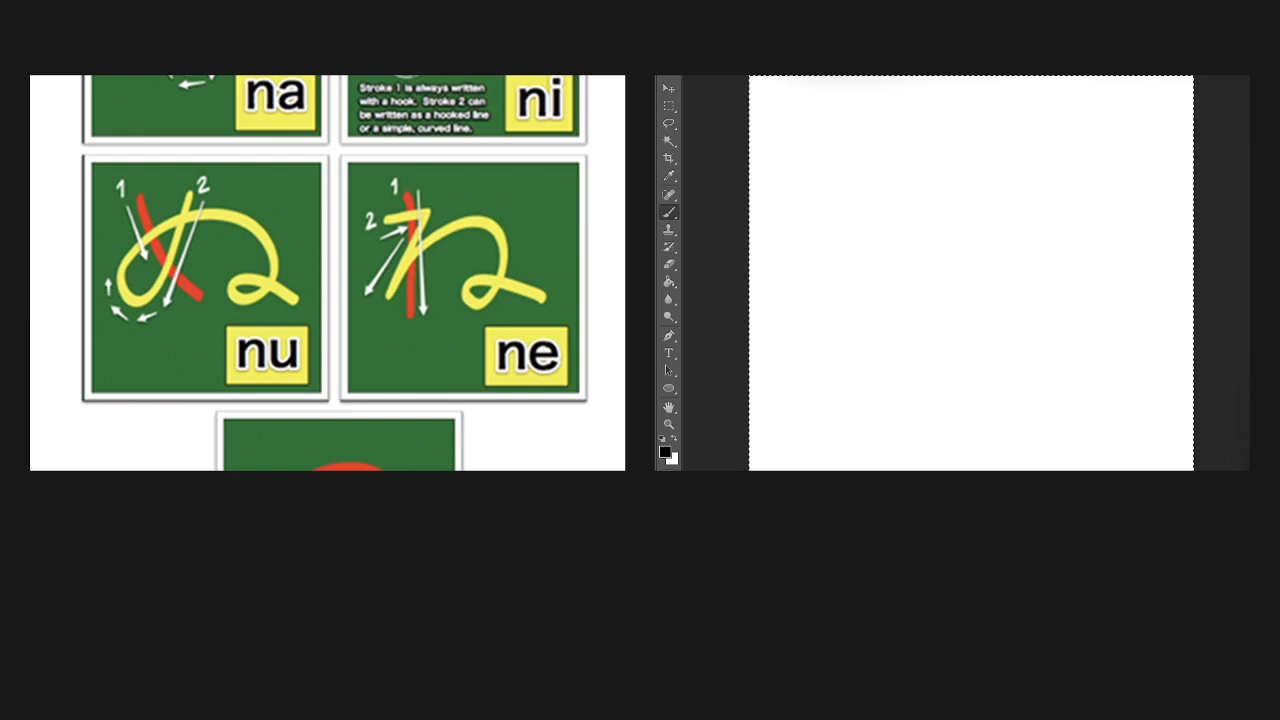 na
Stroke 1 is always written
with a hook. Stroke 2 can
be written as a hooked line
or a simple, curved line.
ni
1 2
ぬ
nu
1
2
ね
ne
T